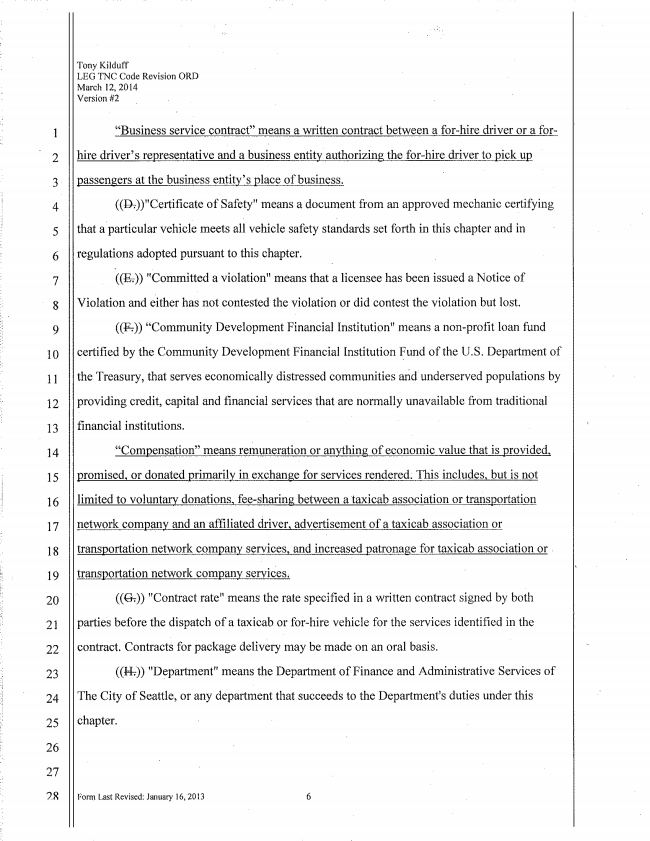 Tony Kilduff
LEG TNC Code Revision ORD
March 12, 2014
Version #2
1 “Business service contract” means a written contract between a for-hire driver or a for-
2 hire driver’s representative and a business entity authorizing the for-hire driver to pick up
3 passengers at the business entity’s place of business.
4 ((D.))"Certificate of Safety" means a document from an approved mechanic certifying
5 that a particular vehicle meets all vehicle safety standards set forth in this chapter and in
6 regulations adopted pursuant to this chapter.
7 ((E.)) "Committed a violation" means that a licensee has been issued a Notice of
8 Violation and either has not contested the violation or did contest the violation but lost.
9 ((F.)) “Community Development Financial Institution" means a non-profit loan fund
10 certified by the Community Development Financial Institution Fund of the U.S. Department of
11 the Treasury, that serves economically distressed communities and underserved populations by
12 providing credit, capital and financial services that are normally unavailable from traditional
13 financial institutions.
14 “Compensation” means remuneration or anything of economic value that is provided,
15 promised, or donated primarily in exchange for services rendered. This includes, but is not
16 limited to voluntary donations, fee-sharing between a taxicab association or transportation
17 network company and an affiliated driver, advertisement of a taxicab association or
18 transportation network company services, and increased patronage for taxicab association or
19 transportation network company services.
20 ((G.)) "Contract rate" means the rate specified in a written contract signed by both
21 parties before the dispatch of a taxicab or for-hire vehicle for the services identified in the
22 contract. Contracts for package delivery may be made on an oral basis.
23 ((H.)) "Department" means the Department of Finance and Administrative Services of
24 The City of Seattle, or any department that succeeds to the Department's duties under this
25 chapter.
26
27
28 Form Last Revised: January 16, 2013 6